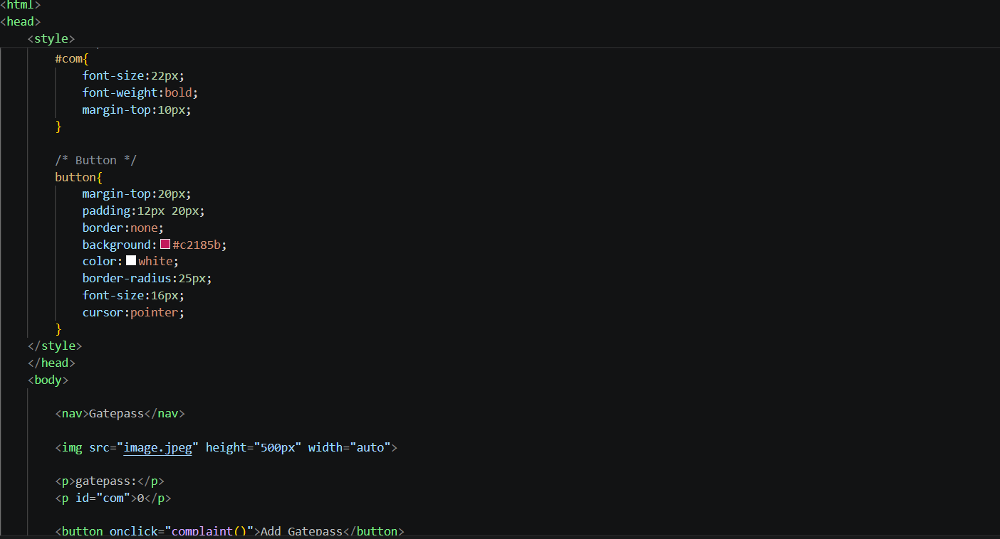 <html>
<head>
    <style>
        #com{
            font-size:22px;
            font-weight:bold;
            margin-top:10px;
        }

        /* Button */
        button{
            margin-top:20px;
            padding:12px 20px;
            border:none;
            background:#c2185b;
            color:white;
            border-radius:25px;
            font-size:16px;
            cursor:pointer;
        }
    </style>
    </head>
    <body>

        <nav>Gatepass</nav>

        <img src="image.jpeg" height="500px" width="auto">

        <p>gatepass:</p>
        <p id="com">0</p>

        <button onclick="complaint()">Add Gatepass</button>